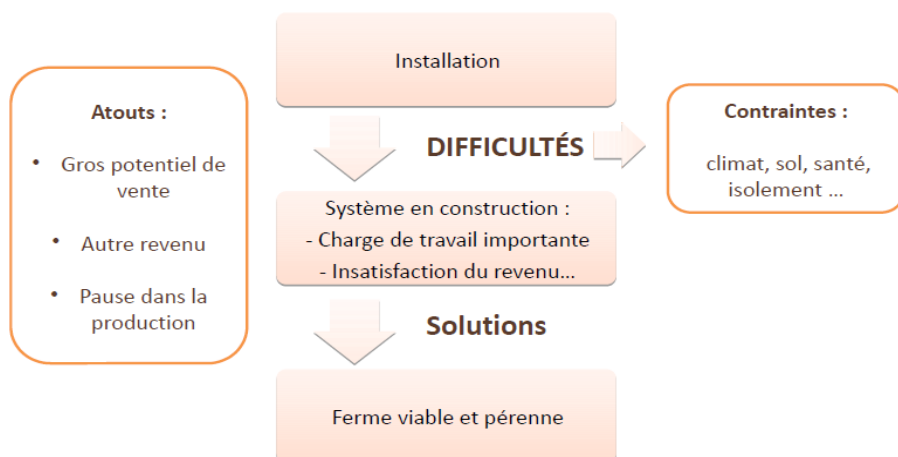 Installation
Atouts :
• Gros potentiel de
vente
• Autre revenu
• Pause dans la
production
DIFFICULTÉS
Contraintes :
climat, sol, santé,
isolement ...
Système en construction :
- Charge de travail importante
- Insatisfaction du revenu...
Solutions
Ferme viable et pérenne